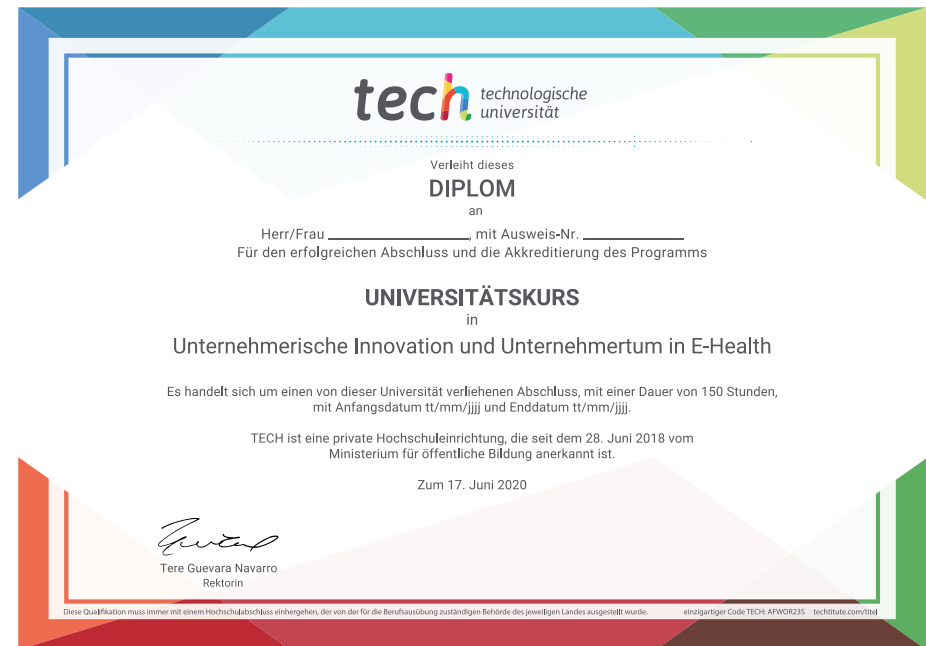 tech technologische
universität
Verleiht dieses
DIPLOM
an
Herr/Frau ____________, mit Ausweis-Nr. ____________
Für den erfolgreichen Abschluss und die Akkreditierung des Programms
UNIVERSITÄTSKURS
in
Unternehmerische Innovation und Unternehmertum in E-Health
Es handelt sich um einen von dieser Universität verliehenen Abschluss, mit einer Dauer von 150 Stunden,
mit Anfangsdatum tt/mm/jjjj und Enddatum tt/mm/jjjj.
TECH ist eine private Hochschuleinrichtung, die seit dem 28. Juni 2018 vom
Ministerium für öffentliche Bildung anerkannt ist.
Zum 17. Juni 2020
Tere Guevara Navarro
Rektorin
Diese Qualifikation muss immer mit einem Hochschulabschluss einhergehen, der von der für die Berufsausübung zuständigen Behörde des jeweiligen Landes ausgestellt wurde. einzigartiger Code TECH: AFWOR23S techtitute.com/titel